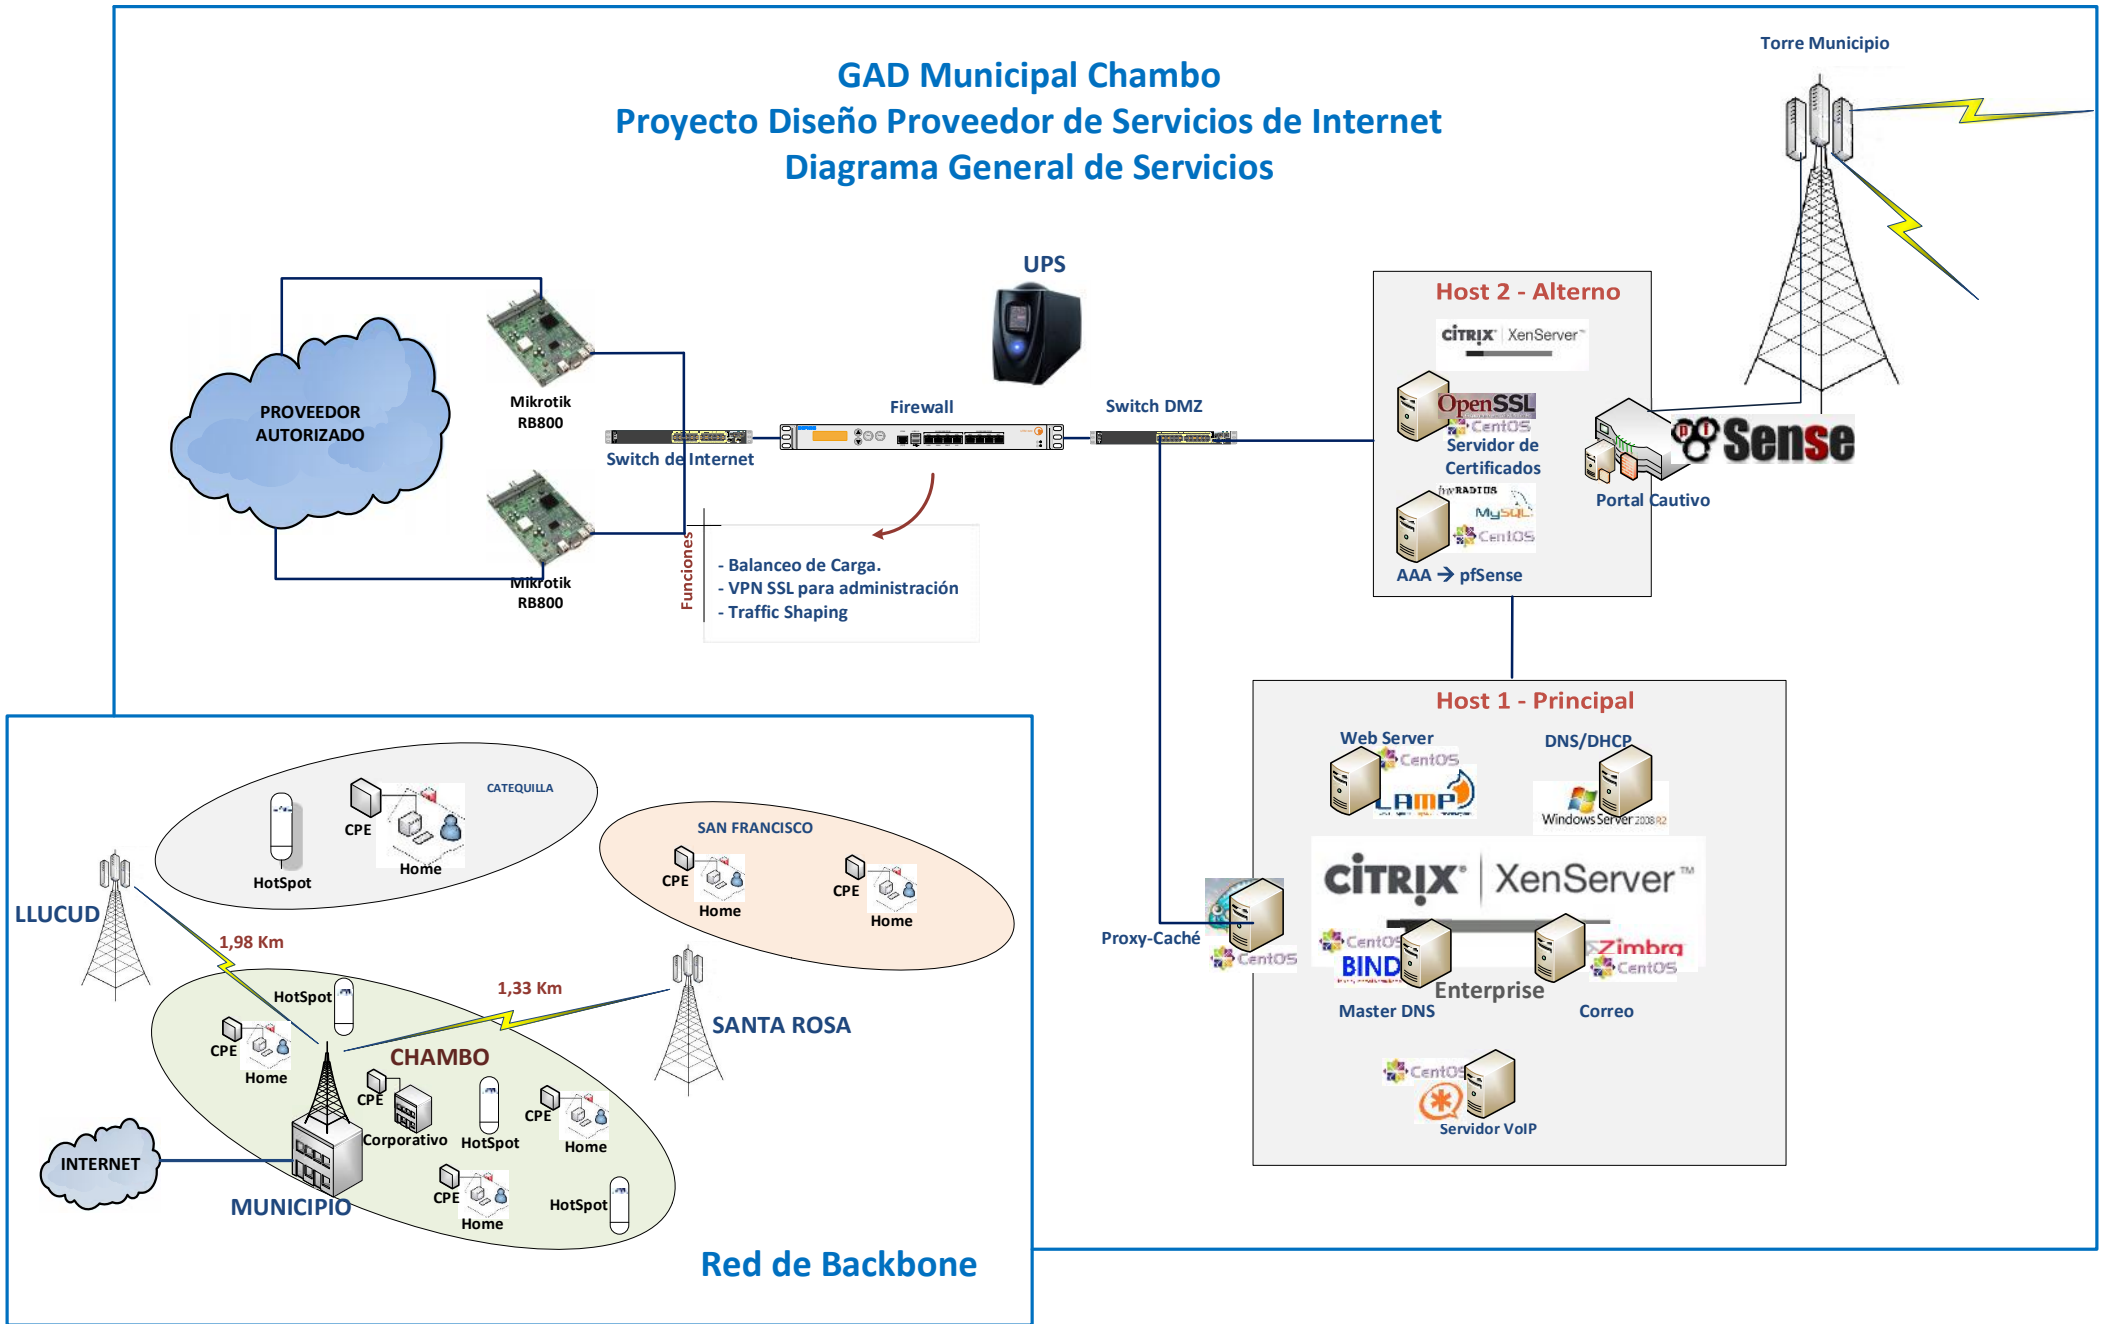 GAD Municipal Chambo
Proyecto Diseño Proveedor de Servicios de Internet
Diagrama General de Servicios
Torre Municipio
UPS
PROVEEDOR
AUTORIZADO
Mikrotik
RB800
Mikrotik
RB800
Switch de Internet
Firewall
Switch DMZ
Funciones
- Balanceo de Carga.
- VPN SSL para administración
- Traffic Shaping
Host 2 - Alterno
CITRIX® XenServer™
OpenSSL
CentOS
Servidor de
Certificados
freeRADIUS
MySQL
CentOS
AAA → pfSense
pf Sense
Portal Cautivo
Host 1 - Principal
Web Server
CentOS
LAMP
DNS/DHCP
Windows Server 2008 R2
CITRIX® XenServer™
Enterprise
Proxy-Caché
CentOS
CentOS
BIND
Master DNS
Zimbra
CentOS
Correo
CentOS
Servidor VoIP
CATEQUILLA
HotSpot
CPE
Home
SAN FRANCISCO
CPE
Home
CPE
Home
LLUCUD
1,98 Km
1,33 Km
SANTA ROSA
HotSpot
CPE
Home
CHAMBO
CPE
Corporativo
HotSpot
CPE
Home
CPE
Home
HotSpot
INTERNET
MUNICIPIO
Red de Backbone